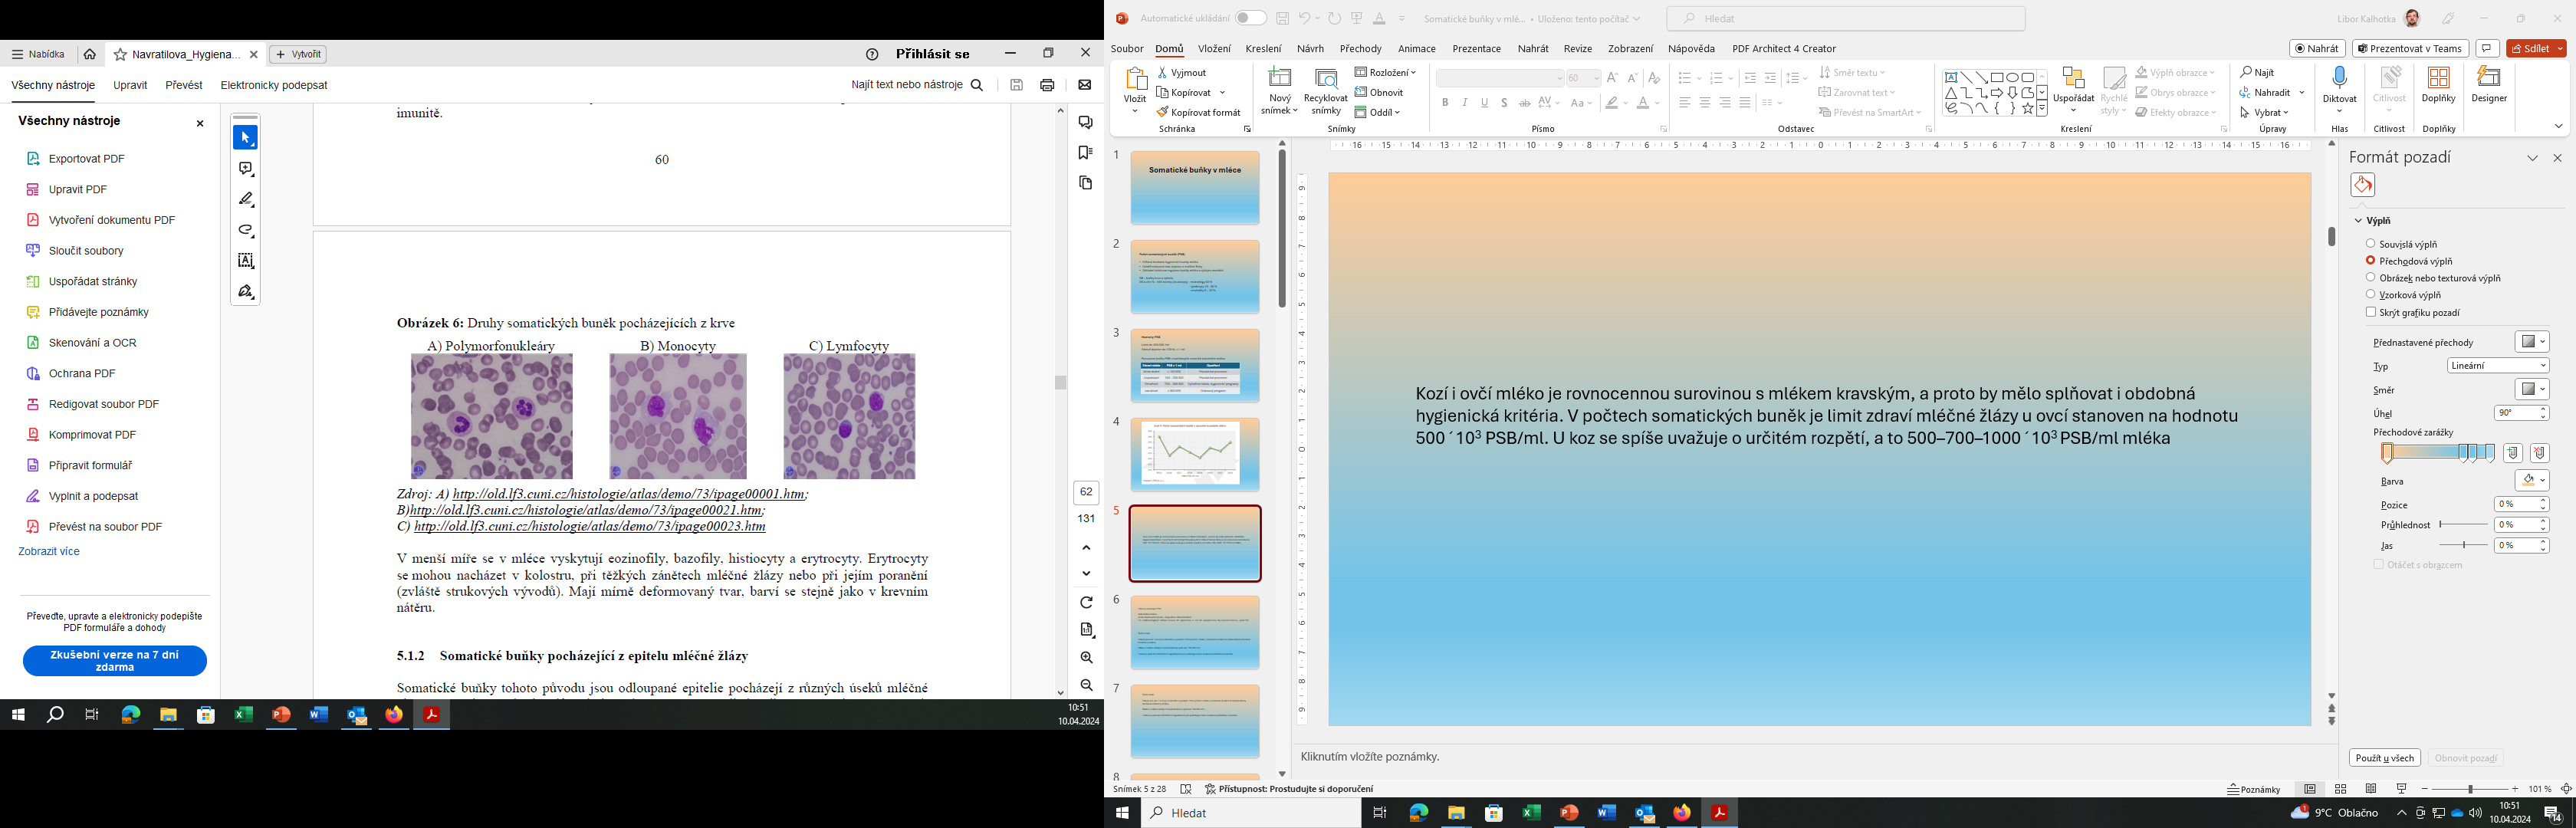 Nabídka
Navratilova_Hygiena...
Vytvořit
Přihlásit se
Všechny nástroje
Upravit
Převést
Elektronicky podepsat
Najít text nebo nástroje
Všechny nástroje
Exportovat PDF
Upravit PDF
Vytvoření dokumentu PDF
Sloučit soubory
Uspořádat stránky
Přidávejte poznámky
Skenování a OCR
Ochrana PDF
Redigovat soubor PDF
Komprimovat PDF
Připravit formulář
Vyplnit a podepsat
Převést na soubor PDF
Zobrazit více
Převeďte, upravte a elektronicky podepište
PDF formuláře a dohody
Zkušební verze na 7 dní
zdarma
imunitě.
60
Obrázek 6: Druhy somatických buněk pocházejících z krve
A) Polymorfonukleáry
B) Monocyty
C) Lymfocyty
Zdroj: A) http://old.lf3.cuni.cz/histologie/atlas/demo/73/ipage00001.htm;
B)http://old.lf3.cuni.cz/histologie/atlas/demo/73/ipage00021.htm;
C) http://old.lf3.cuni.cz/histologie/atlas/demo/73/ipage00023.htm
V menší míře se v mléce vyskytují eozinofily, bazofily, histiocyty a erytrocyty. Erytrocyty
se mohou nacházet v kolostru, při těžkých zánětech mléčné žlázy nebo při jejím poranění
(zvláště strukových vývodů). Mají mírně deformovaný tvar, barví se stejně jako v krevním
nátěru.
5.1.2 Somatické buňky pocházející z epitelu mléčné žlázy
Somatické buňky tohoto původu jsou odloupané epitelie pocházejí z různých úseků mléčné
62
131
10:51
10.04.2024
Automatické ukládání
Somatické buňky v mlé... • Uloženo: tento počítač
Hledat
Libor Kalhotka
Soubor
Domů
Vložení
Kreslení
Návrh
Přechody
Animace
Prezentace
Nahrát
Revize
Zobrazení
Nápověda
PDF Architect 4 Creator
Nahrát
Prezentovat v Teams
Sdílet
Vložit
Vyjmout
Kopírovat
Kopírovat formát
Schránka
Nový
snímek
Recyklovat
snímky
Rozložení
Obnovit
Oddíl
Snímky
60
Písmo
Směr textu
Zarovnat text
Převést na SmartArt
Odstavec
Uspořádat
Rychlé
styly
Výplň obrazce
Obrys obrazce
Efekty obrazce
Kreslení
Najít
Nahradit
Vybrat
Úpravy
Diktovat
Hlas
Citlivost
Citlivost
Doplňky
Doplňky
Designer
1
Somatické buňky v mléce
2
3
4
5
6
7
8
Kozí i ovčí mléko je rovnocennou surovinou s mlékem kravským, a proto by mělo splňovat i obdobná
hygienická kritéria. V počtech somatických buněk je limit zdraví mléčné žlázy u ovcí stanoven na hodnotu
500´10³ PSB/ml. U koz se spíše uvažuje o určitém rozpětí, a to 500–700–1000´10³ PSB/ml mléka
Kliknutím vložíte poznámky.
Formát pozadí
Výplň
Souvislá výplň
Přechodová výplň
Obrázek nebo texturová výplň
Vzorková výplň
Skrýt grafiku pozadí
Přednastavené přechody
Typ
Lineární
Směr
Úhel
90°
Přechodové zarážky
Barva
Pozice
0 %
Průhlednost
0 %
Jas
0 %
Otáčet s obrazcem
Použít u všech
Obnovit pozadí
Snímek 5 z 28
Přístupnost: Prostudujte si doporučení
Poznámky
101 %
Hledat
9°C Oblačno
10:51
10.04.2024
14